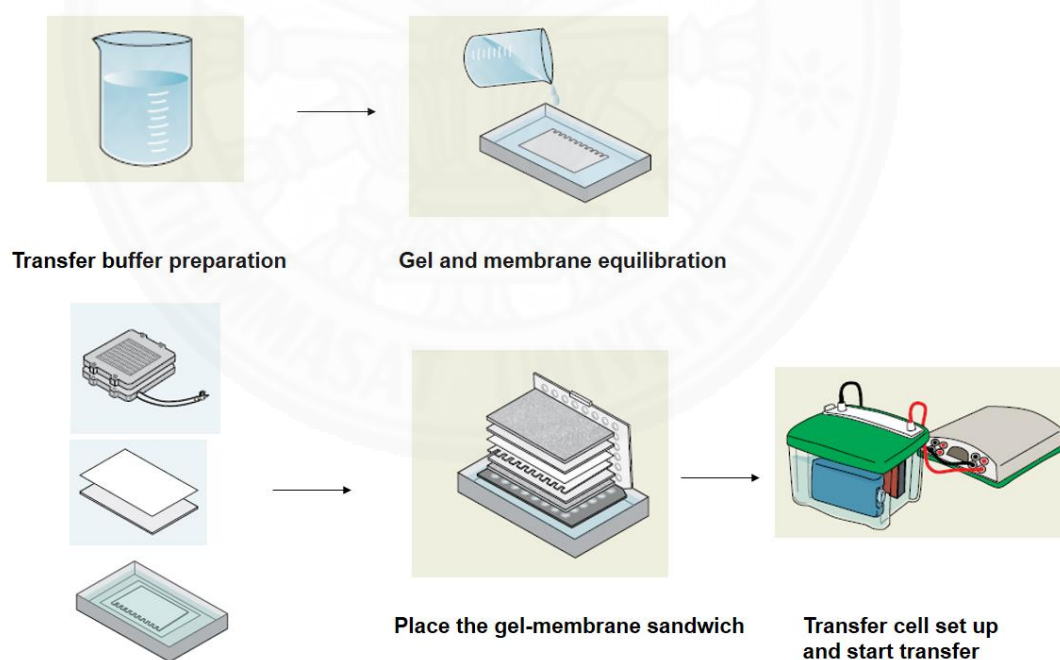 Transfer buffer preparation
Gel and membrane equilibration
Place the gel-membrane sandwich
Transfer cell set up
and start transfer